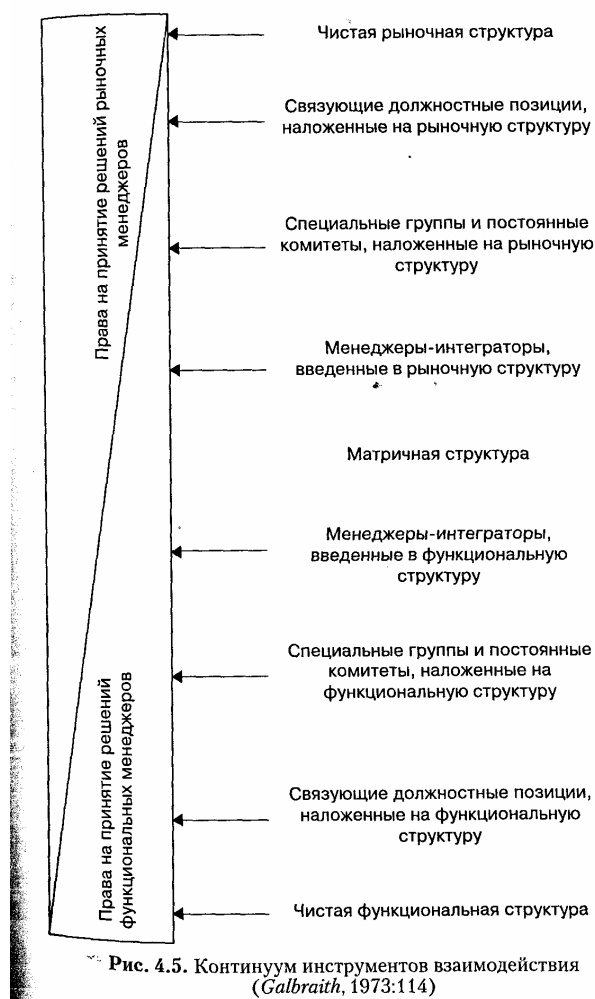 Чистая рыночная структура
Связующие должностные позиции,
наложенные на рыночную структуру
Специальные группы и постоянные
комитеты, наложенные на рыночную
структуру
Менеджеры-интеграторы,
введенные в рыночную структуру
Матричная структура
Менеджеры-интеграторы,
введенные в функциональную
структуру
Специальные группы и постоянные
комитеты, наложенные на
функциональную структуру
Связующие должностные позиции,
наложенные на функциональную
структуру
Чистая функциональная структура
Права на принятие решений рыночных
менеджеров
Права на принятие решений
функциональных менеджеров
Рис. 4.5. Континуум инструментов взаимодействия
(Galbraith, 1973:114)